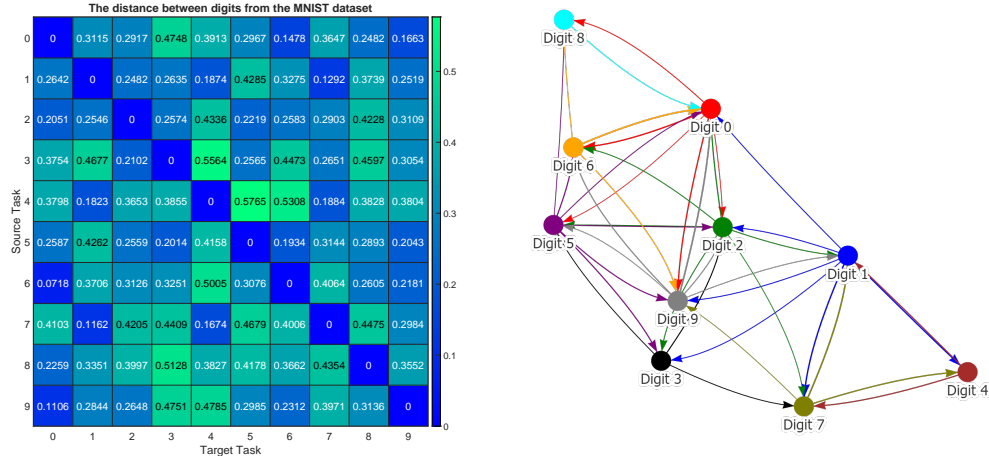 The distance between digits from the MNIST dataset
Source Task
0 0 0.3115 0.2917 0.4748 0.3913 0.2967 0.1478 0.3647 0.2482 0.1663
1 0.2642 0 0.2482 0.2635 0.1874 0.4285 0.3275 0.1292 0.3739 0.2519
2 0.2051 0.2546 0 0.2574 0.4336 0.2219 0.2583 0.2903 0.4228 0.3109
3 0.3754 0.4677 0.2102 0 0.5564 0.2565 0.4473 0.2651 0.4597 0.3054
4 0.3798 0.1823 0.3653 0.3855 0 0.5765 0.5308 0.1884 0.3828 0.3804
5 0.2587 0.4262 0.2559 0.2014 0.4158 0 0.1934 0.3144 0.2893 0.2043
6 0.0718 0.3706 0.3126 0.3251 0.5005 0.3076 0 0.4064 0.2605 0.2181
7 0.4103 0.1162 0.4205 0.4409 0.1674 0.4679 0.4006 0 0.4475 0.2984
8 0.2259 0.3351 0.3997 0.5128 0.3827 0.4178 0.3662 0.4354 0 0.3552
9 0.1106 0.2844 0.2648 0.4751 0.4785 0.2985 0.2312 0.3971 0.3136 0
0 1 2 3 4 5 6 7 8 9
Target Task
0.5
0.4
0.3
0.2
0.1
0
Digit 8
Digit 0
Digit 6
Digit 5
Digit 2
Digit 1
Digit 9
Digit 3
Digit 4
Digit 7